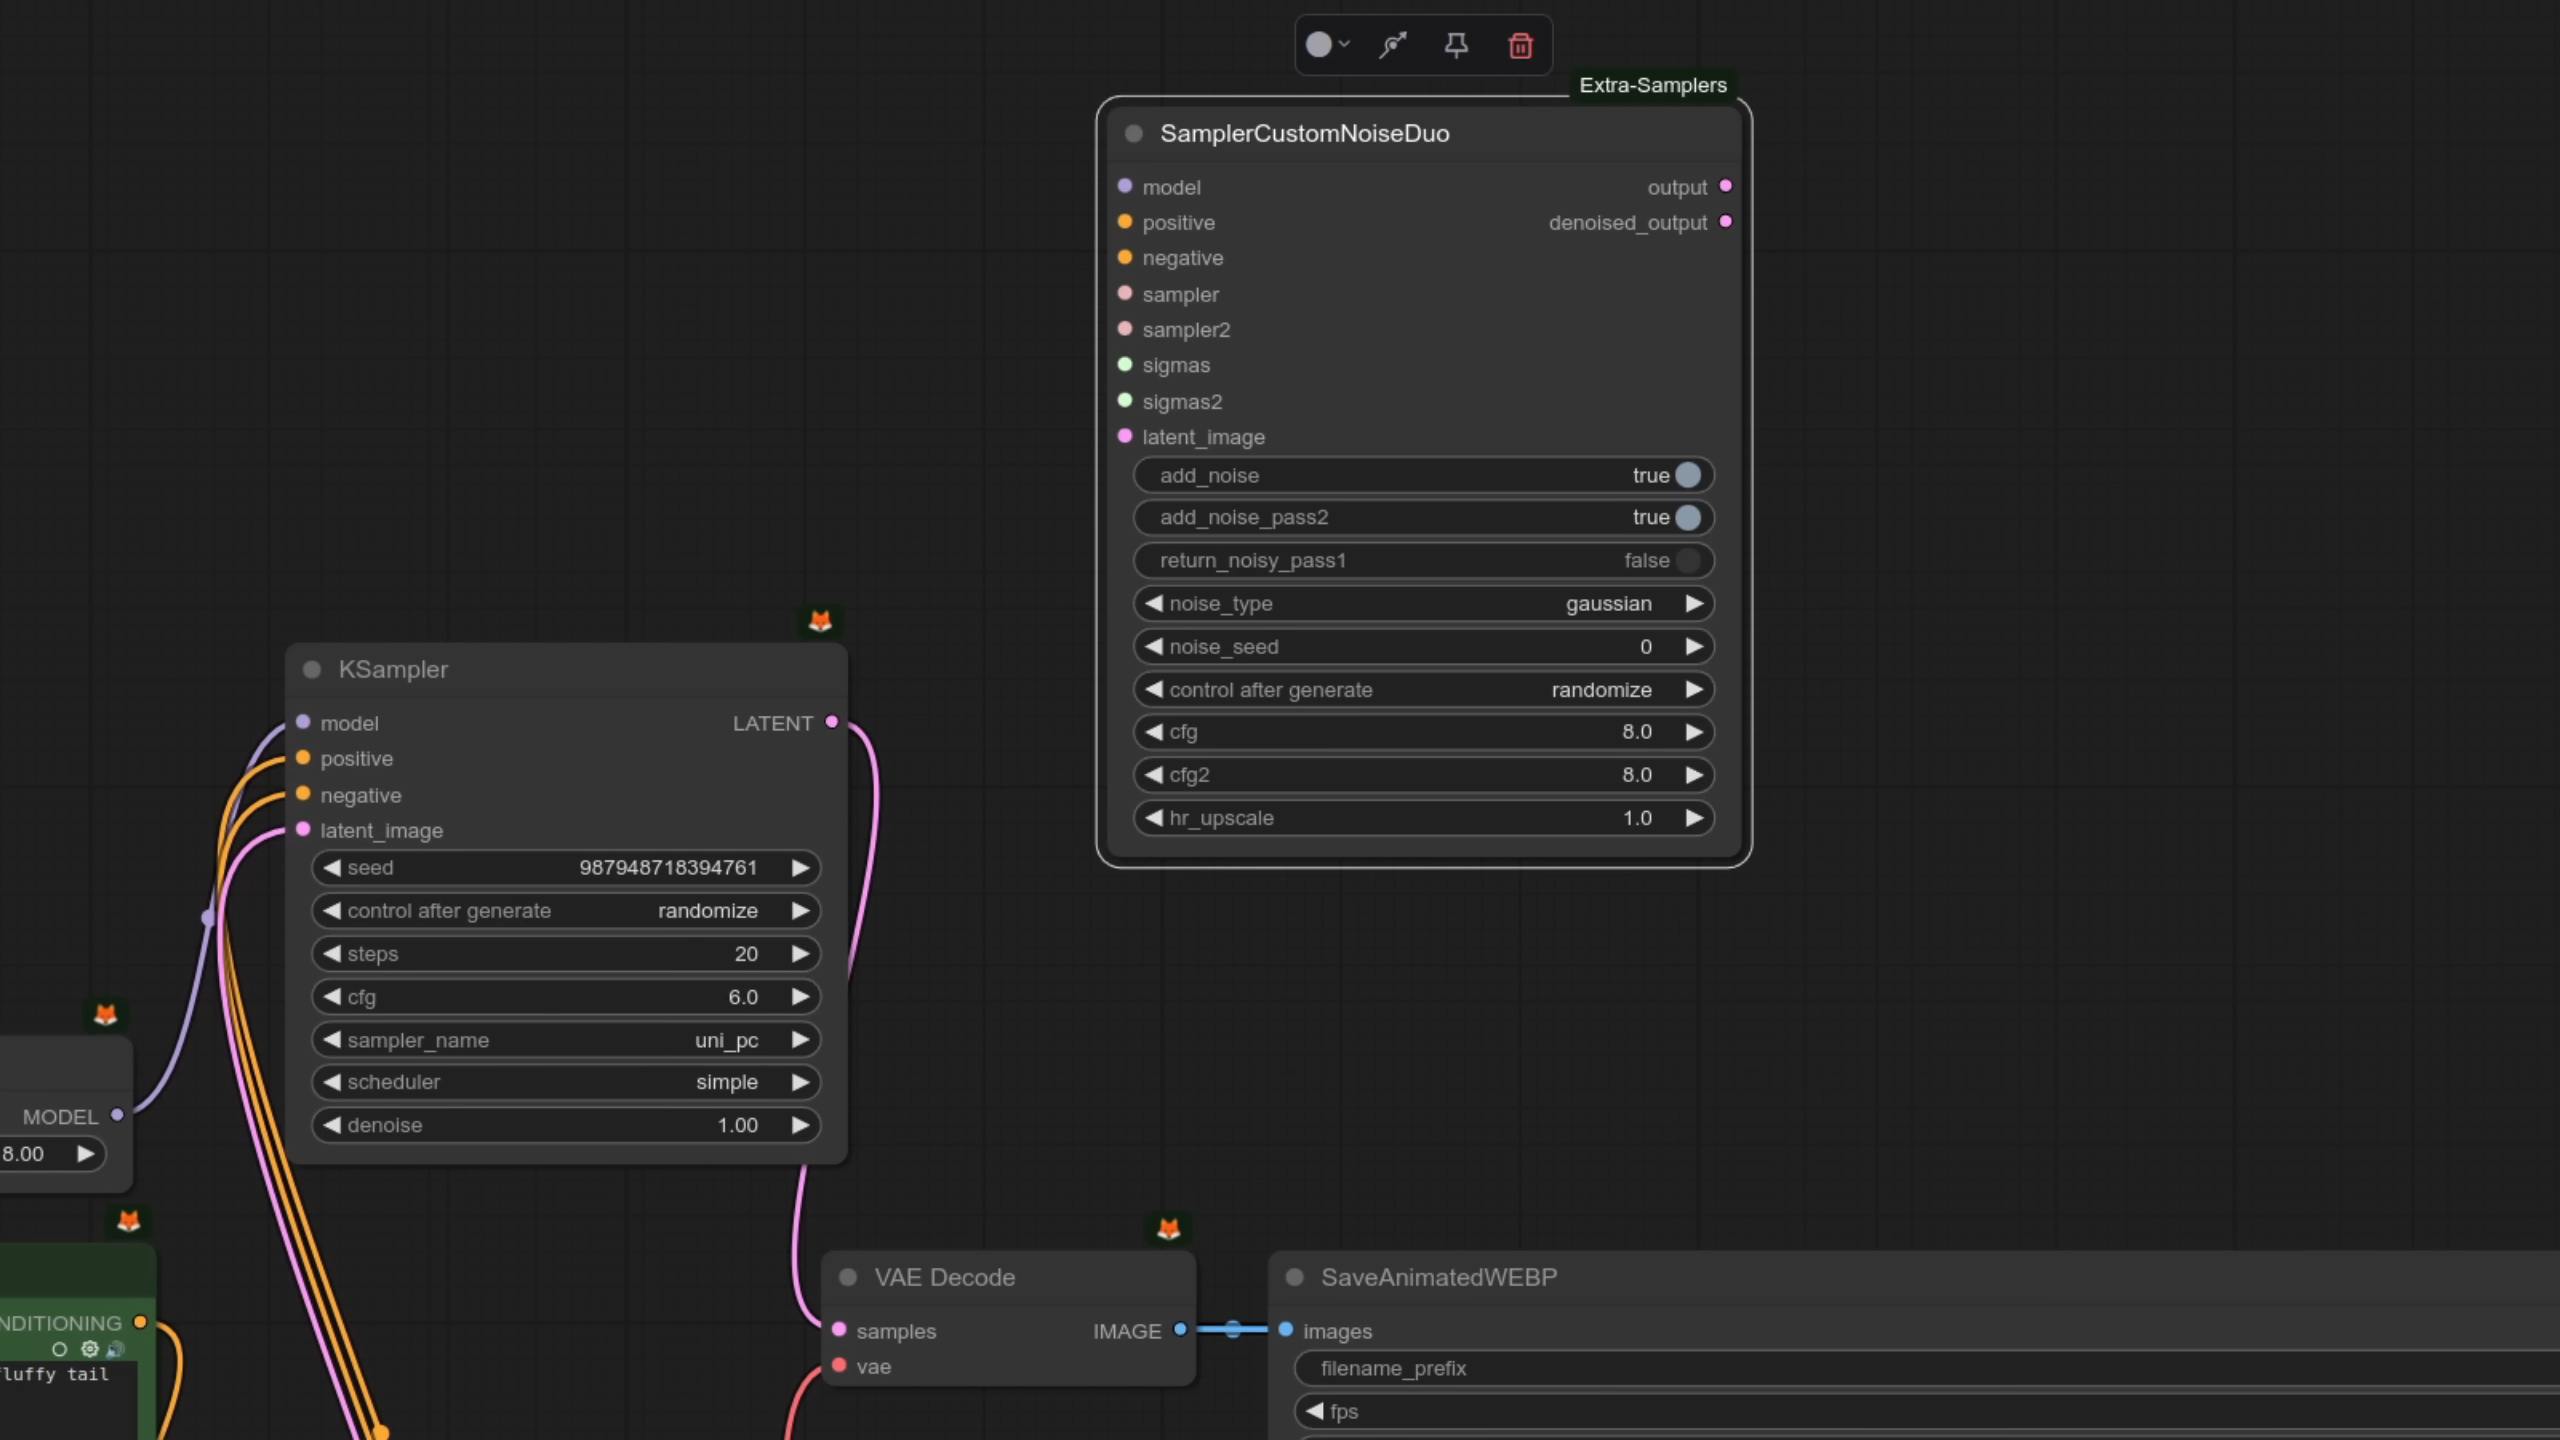 Extra-Samplers
SamplerCustomNoiseDuo
model
output
positive
denoised_output
negative
sampler
sampler2
sigmas
sigmas2
latent_image
add_noise true
add_noise_pass2 true
return_noisy_pass1 false
noise_type gaussian
noise_seed 0
control after generate randomize
cfg 8.0
cfg2 8.0
hr_upscale 1.0
KSampler
model
LATENT
positive
negative
latent_image
seed 987948718394761
control after generate randomize
steps 20
cfg 6.0
sampler_name uni_pc
scheduler simple
denoise 1.00
MODEL
8.00
NDITIONING
fluffy tail
VAE Decode
samples
IMAGE
vae
SaveAnimatedWEBP
images
filename_prefix
fps